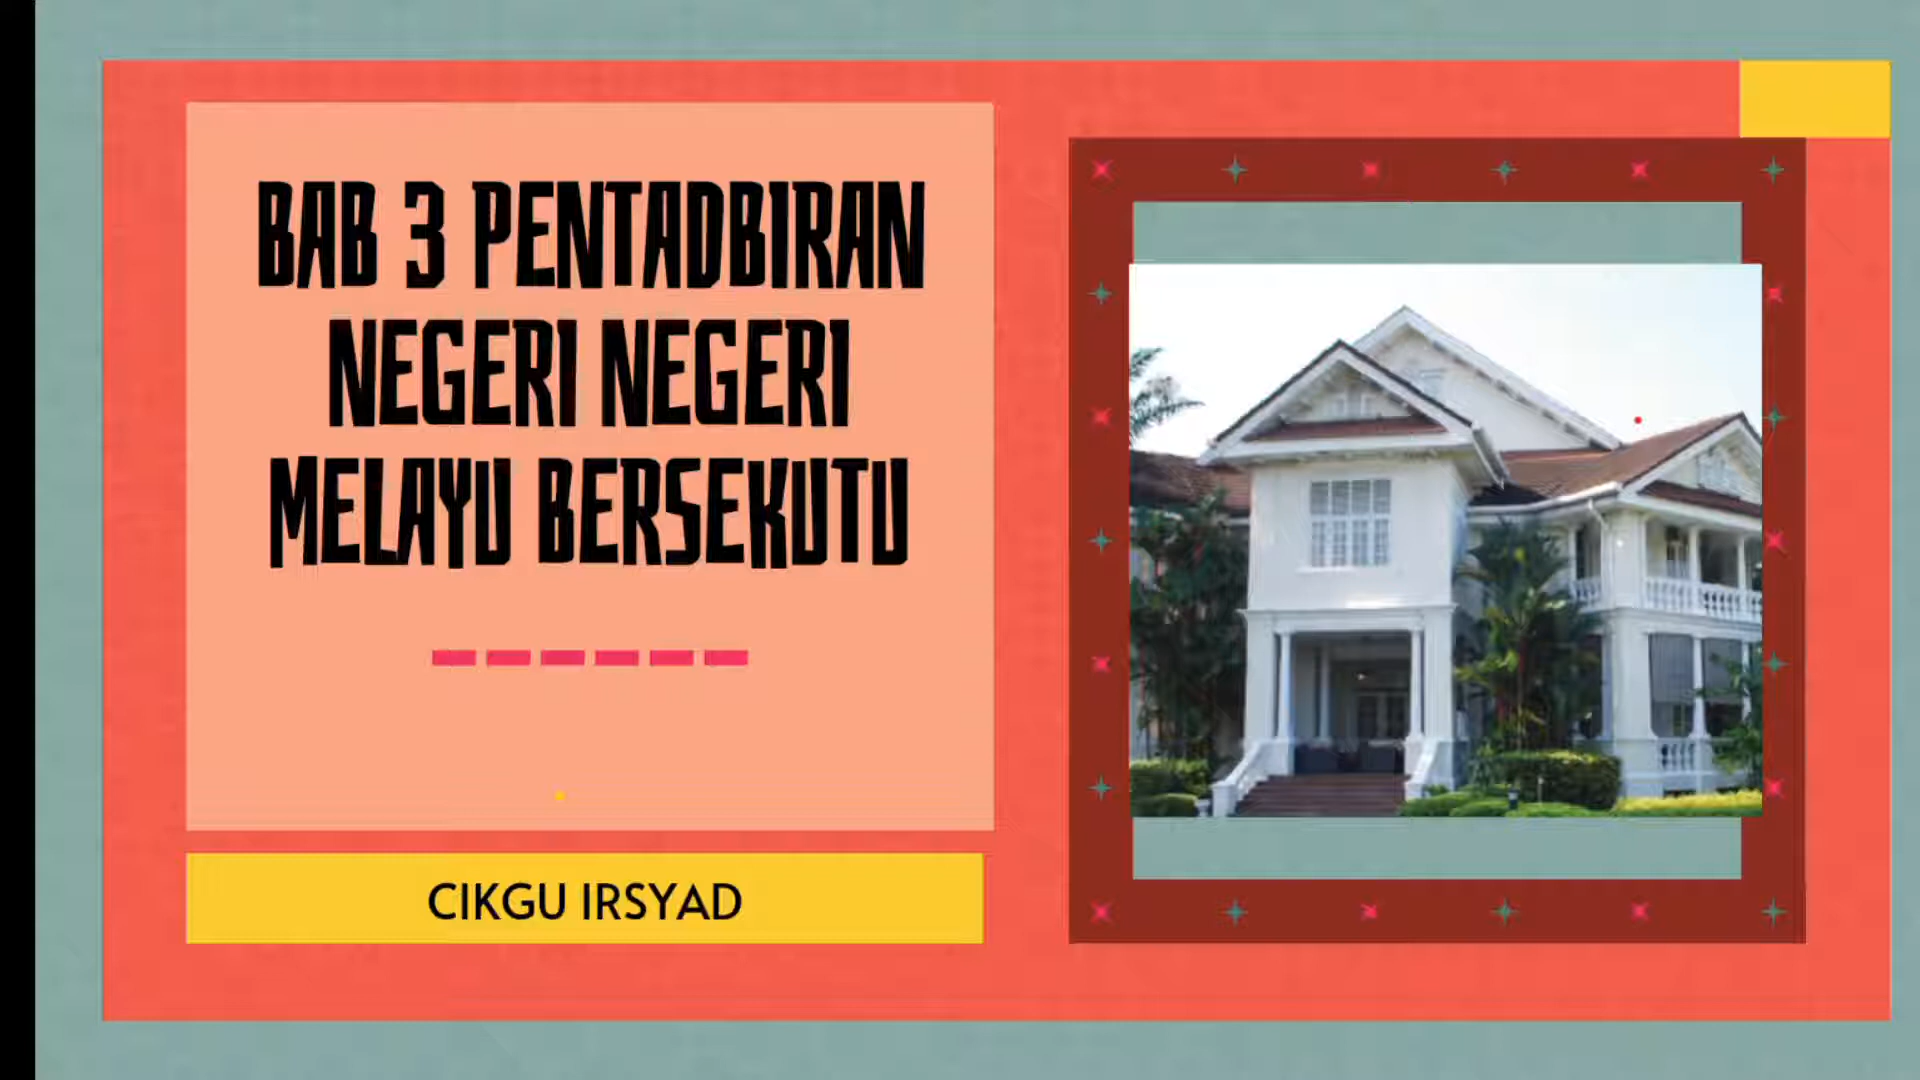 BAB 3 PENTADBIRAN
NEGERI NEGERI
MELAYU BERSEKUTU
CIKGU IRSYAD